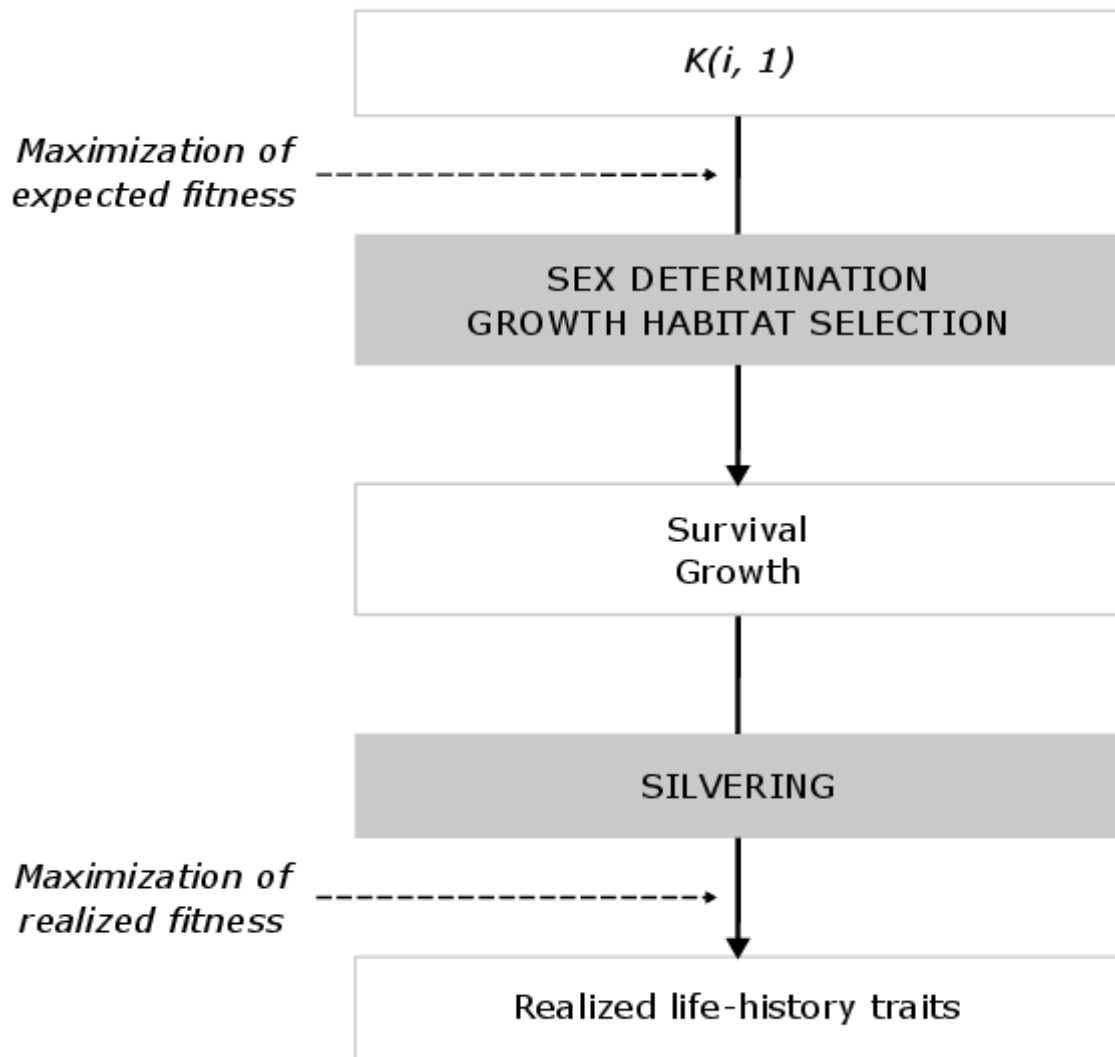 K(i, 1)
Maximization of
expected fitness
SEX DETERMINATION
GROWTH HABITAT SELECTION
Survival
Growth
SILVERING
Maximization of
realized fitness
Realized life-history traits